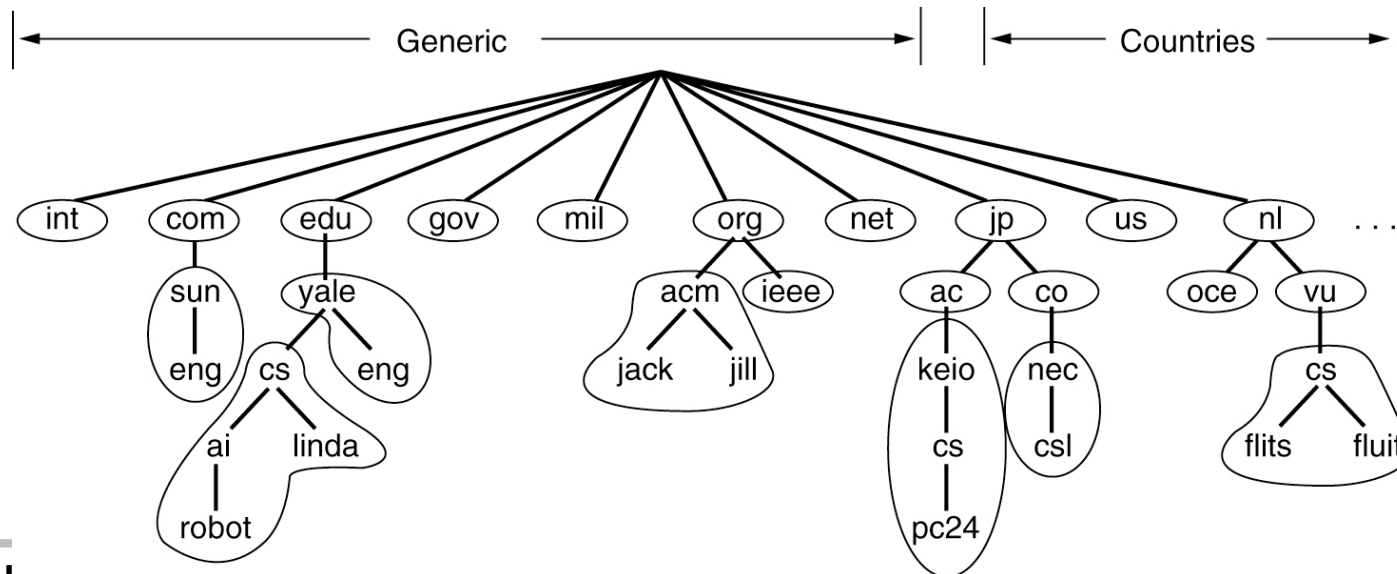 Generic Countries
int com edu gov mil org net jp us nl . . .
sun yale acm ieee ac co oce vu
eng cs eng jack jill keio nec cs
ai linda cs csl flits fluit
robot pc24